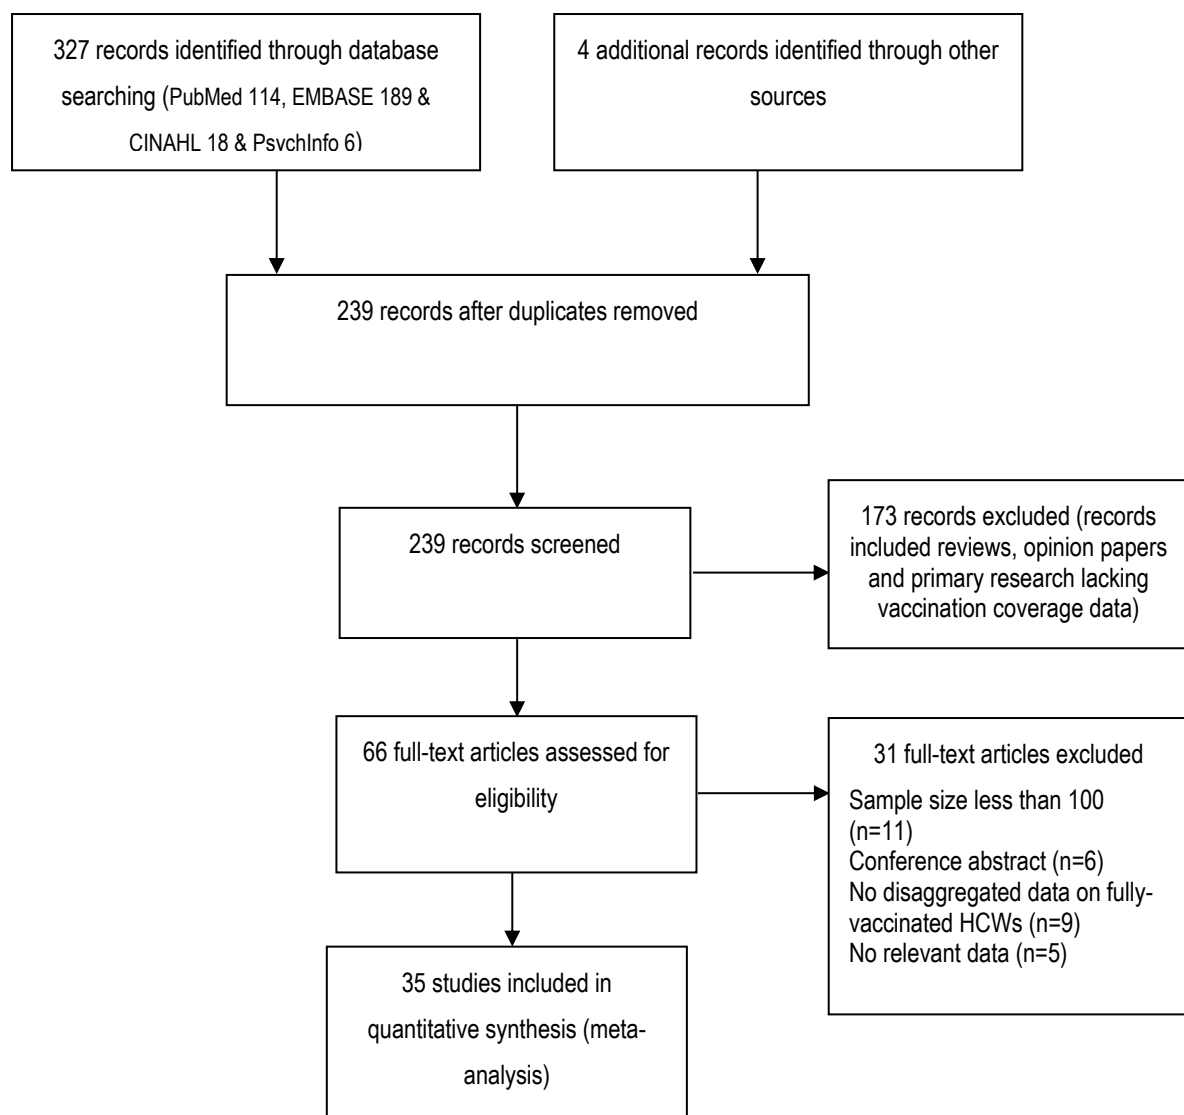 327 records identified through database
searching (PubMed 114, EMBASE 189 &
CINAHL 18 & PsychInfo 6)
4 additional records identified through other
sources
239 records after duplicates removed
239 records screened
173 records excluded (records
included reviews, opinion papers
and primary research lacking
vaccination coverage data)
66 full-text articles assessed for
eligibility
31 full-text articles excluded
Sample size less than 100
(n=11)
Conference abstract (n=6)
No disaggregated data on fully-
vaccinated HCWs (n=9)
No relevant data (n=5)
35 studies included in
quantitative synthesis (meta-
analysis)